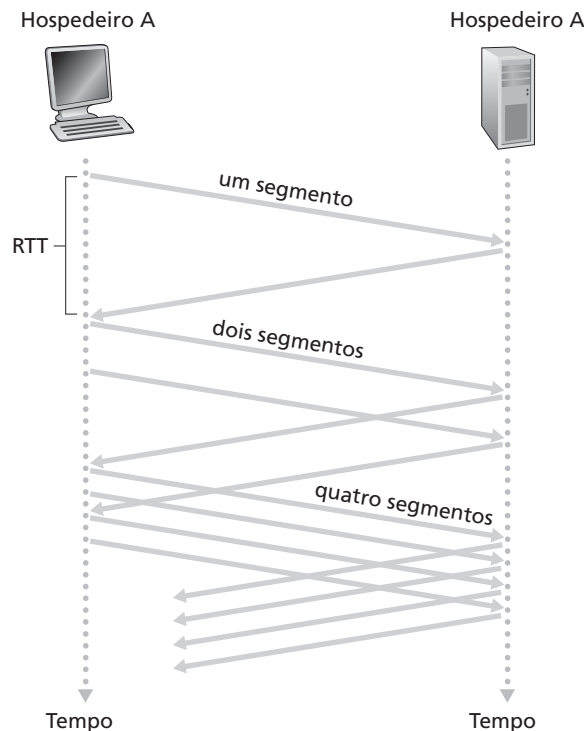 Hospedeiro A
Hospedeiro A
um segmento
RTT
dois segmentos
quatro segmentos
Tempo
Tempo